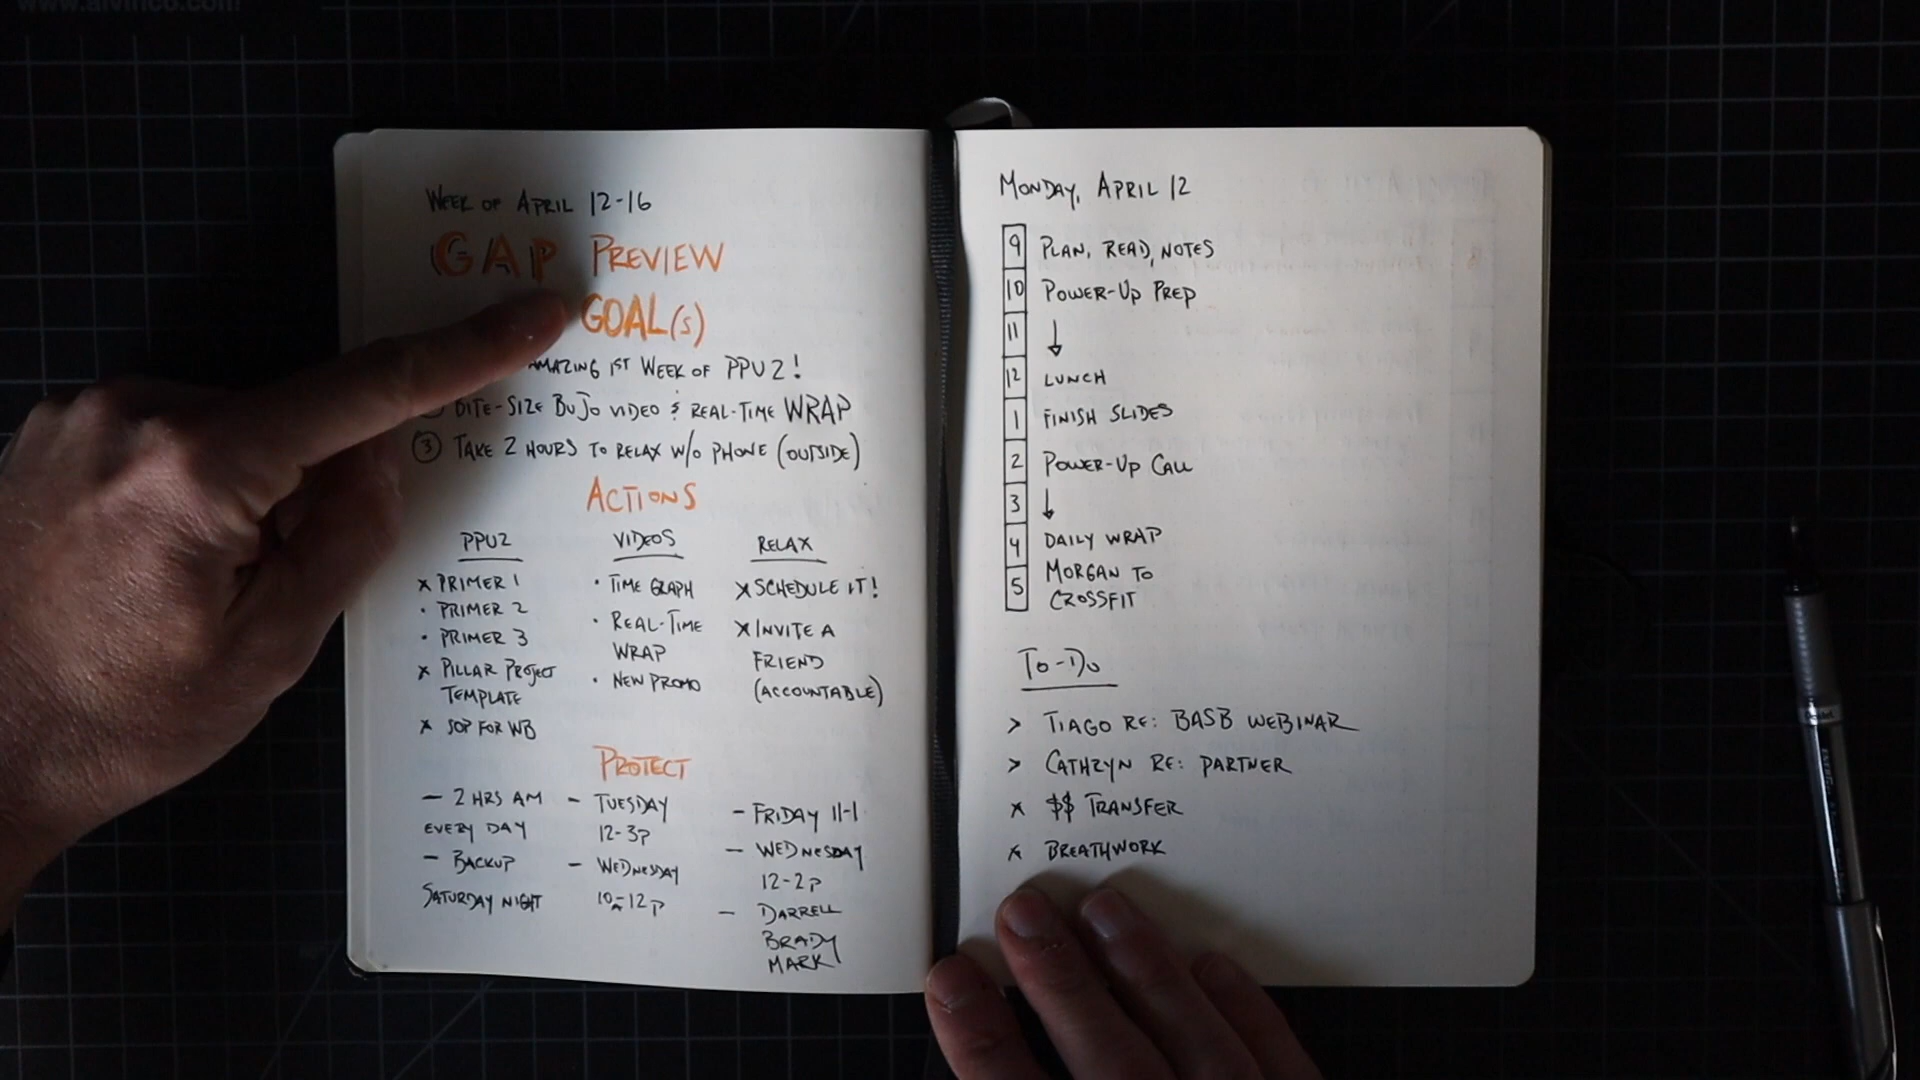 www.alvinco.com
WEEK OF APRIL 12-16
GAP PREVIEW
GOAL(S)
AMAZING 1ST WEEK OF PPU2!
BITE-SIZE BUJO VIDEO & REAL-TIME WRAP
③ TAKE 2 HOURS TO RELAX W/O PHONE (OUTSIDE)
ACTIONS
PPU2
x PRIMER 1
• PRIMER 2
• PRIMER 3
x PILLAR PROJECT
TEMPLATE
x SOP FOR WB
VIDEOS
• TIME GRAPH
• REAL-TIME
WRAP
• NEW PROMO
RELAX
x SCHEDULE IT!
x INVITE A
FRIEND
(ACCOUNTABLE)
PROTECT
— 2 HRS AM
EVERY DAY
— BACKUP
SATURDAY NIGHT
— TUESDAY
12-3P
— WEDNESDAY
10A-12P
— FRIDAY 11-1
— WEDNESDAY
12-2P
— DARRELL
BRADY
MARK
MONDAY, APRIL 12
9 PLAN, READ, NOTES
10 POWER-UP PREP
11 ↓
12 LUNCH
1 FINISH SLIDES
2 POWER-UP CALL
3 ↓
4 DAILY WRAP
5 MORGAN TO
CROSSFIT
TO-DO
> TIAGO RE: BASB WEBINAR
> CATHRYN RE: PARTNER
x $$ TRANSFER
x BREATHWORK